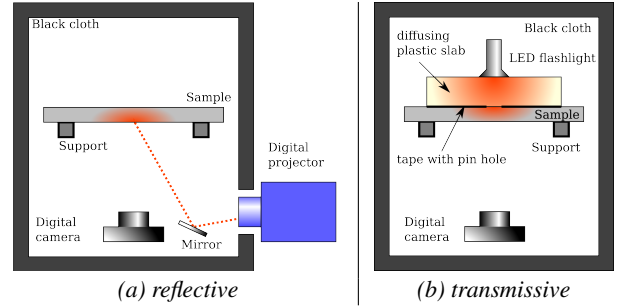 Black cloth
Sample
Support
Digital
projector
Digital
camera
Mirror
(a) reflective
Black cloth
diffusing
plastic slab
LED flashlight
Sample
Support
tape with pin hole
Digital
camera
(b) transmissive